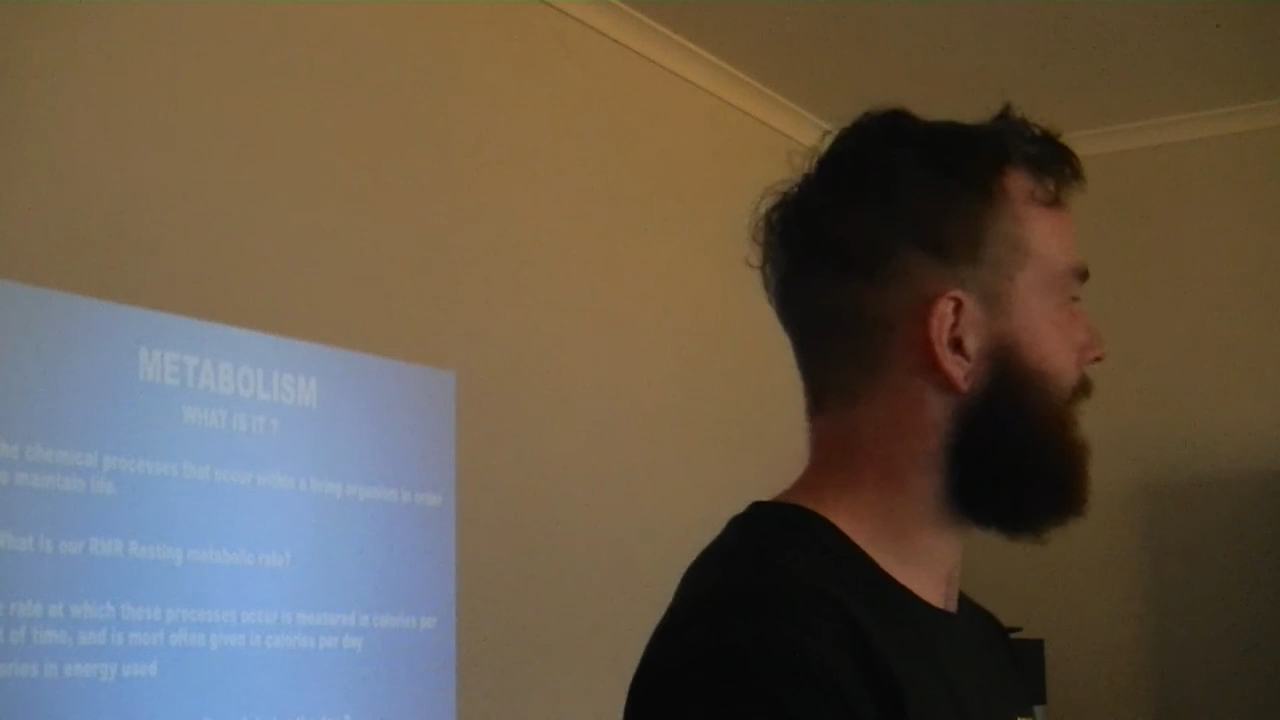 METABOLISM
WHAT IS IT ?
he chemical processes that occur within a living organism in order
o maintain life.
What is our RMR Resting metabolic rate?
e rate at which these processes occur is measured in calories per
t of time, and is most often given in calories per day
ories in energy used